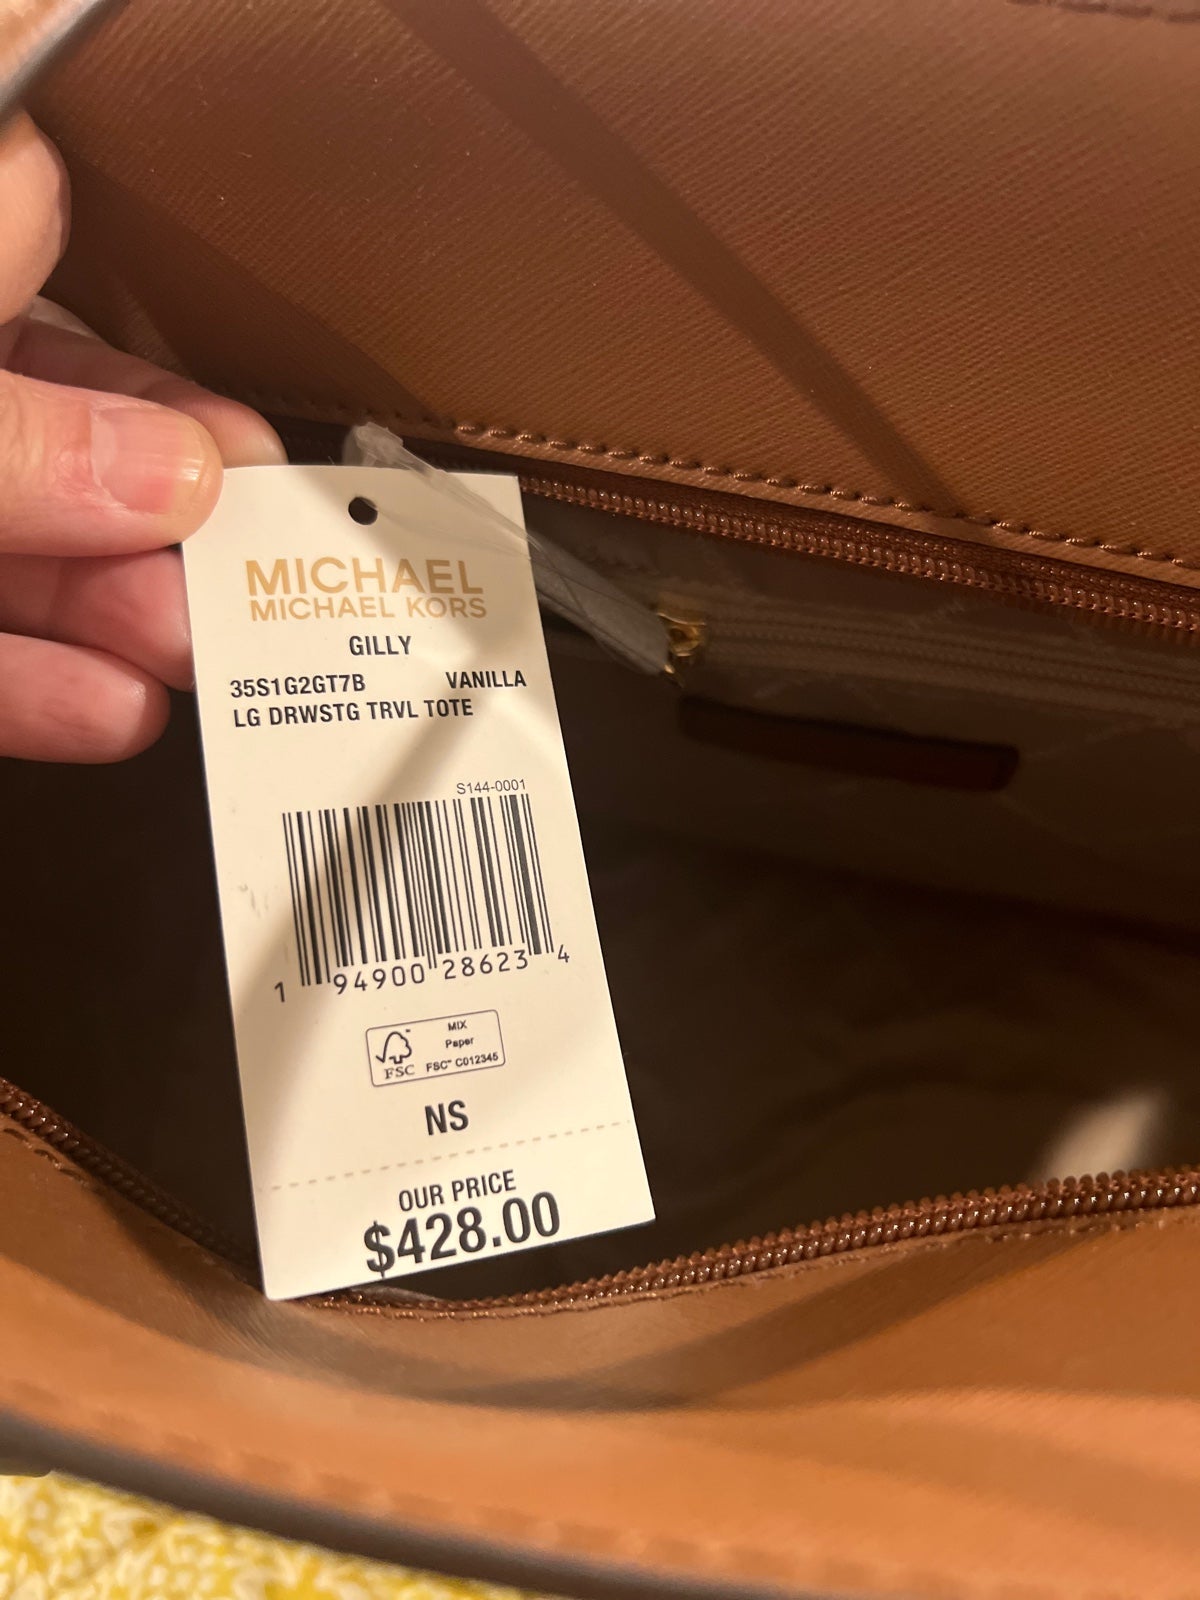 MICHAEL
MICHAEL KORS
GILLY
35S1G2GT7B VANILLA
LG DRWSTG TRVL TOTE
S144-0001
1 94900 28623 4
FSC
MIX
Paper
FSC™ C012345
NS
OUR PRICE
$428.00